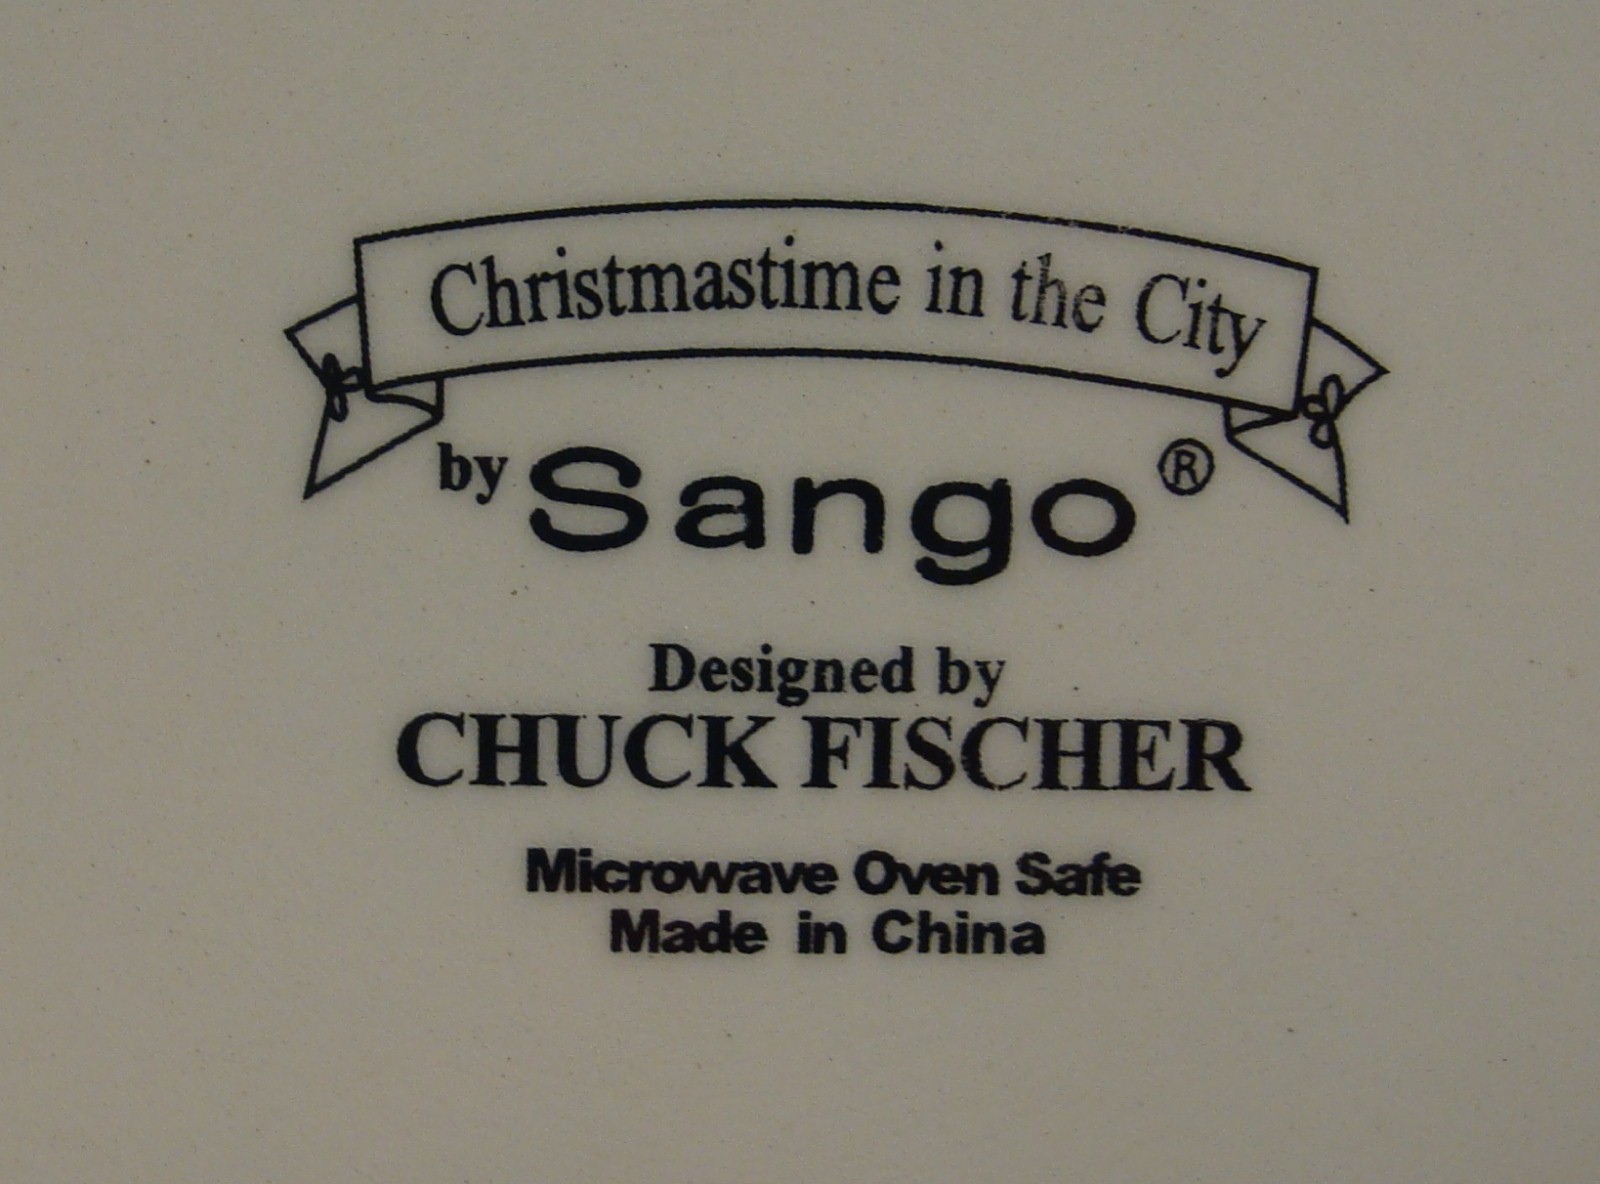 Christmastime in the City
by Sango ®
Designed by
CHUCK FISCHER
Microwave Oven Safe
Made in China